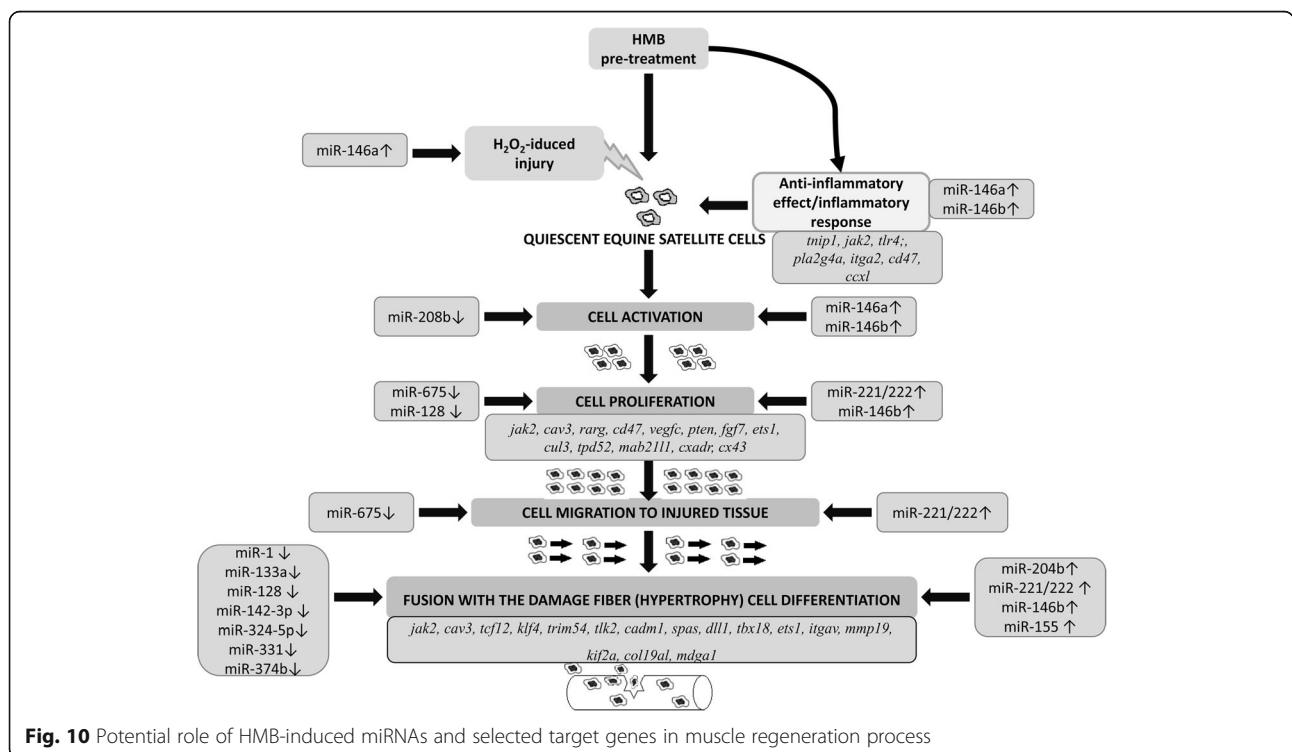 HMB
pre-treatment
miR-146a↑
H₂O₂-iduced
injury
Anti-inflammatory
effect/inflammatory
response
miR-146a↑
miR-146b↑
tnip1, jak2, tlr4;,
pla2g4a, itga2, cd47,
ccxl
QUIESCENT EQUINE SATELLITE CELLS
miR-208b↓
CELL ACTIVATION
miR-146a↑
miR-146b↑
miR-675↓
miR-128 ↓
CELL PROLIFERATION
miR-221/222↑
miR-146b↑
jak2, cav3, rarg, cd47, vegfc, pten, fgf7, ets1,
cul3, tpd52, mab21l1, cxadr, cx43
miR-675↓
CELL MIGRATION TO INJURED TISSUE
miR-221/222↑
miR-1 ↓
miR-133a↓
miR-128 ↓
miR-142-3p ↓
miR-324-5p↓
miR-331↓
miR-374b↓
FUSION WITH THE DAMAGE FIBER (HYPERTROPHY) CELL DIFFERENTIATION
miR-204b↑
miR-221/222 ↑
miR-146b↑
miR-155 ↑
jak2, cav3, tcf12, klf4, trim54, tlk2, cadm1, spas, dll1, tbx18, ets1, itgav, mmp19,
kif2a, col19al, mdga1
Fig. 10 Potential role of HMB-induced miRNAs and selected target genes in muscle regeneration process